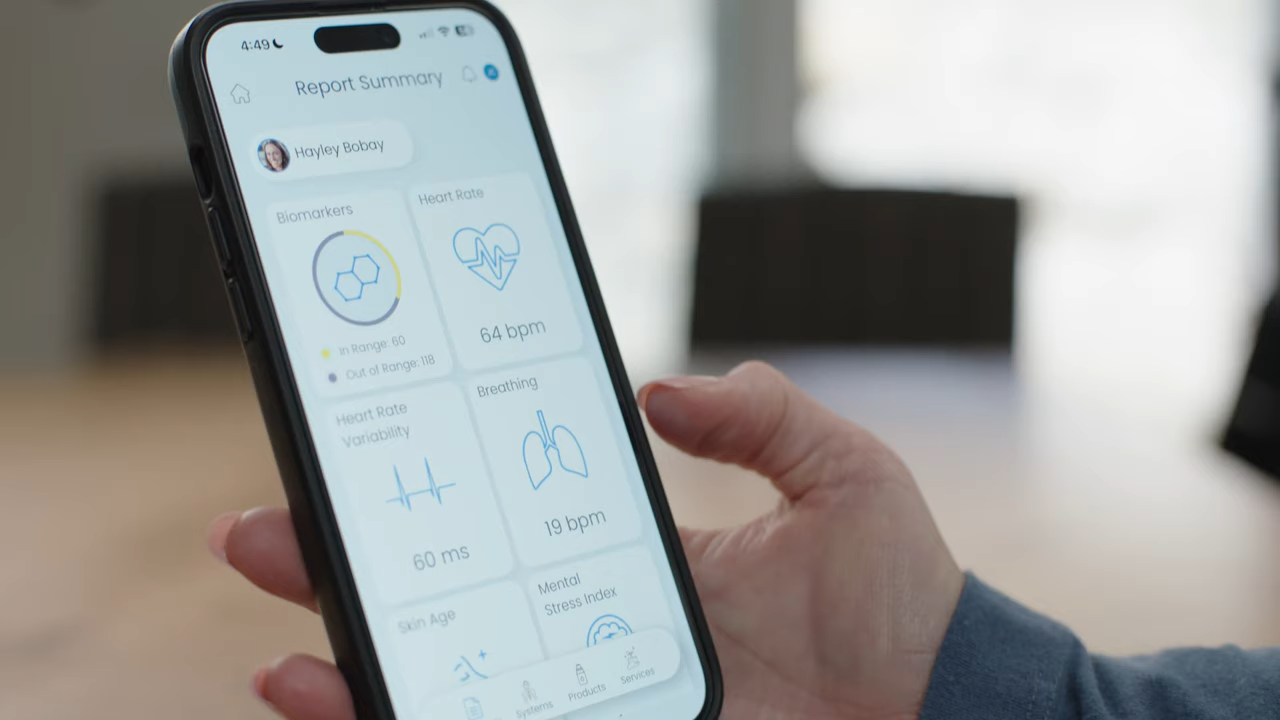 4:49
Report Summary
Hayley Bobay
Biomarkers
In Range: 60
Out of Range: 118
Heart Rate
64 bpm
Heart Rate
Variability
60 ms
Breathing
19 bpm
Skin Age
Mental
Stress Index
Systems
Products
Services